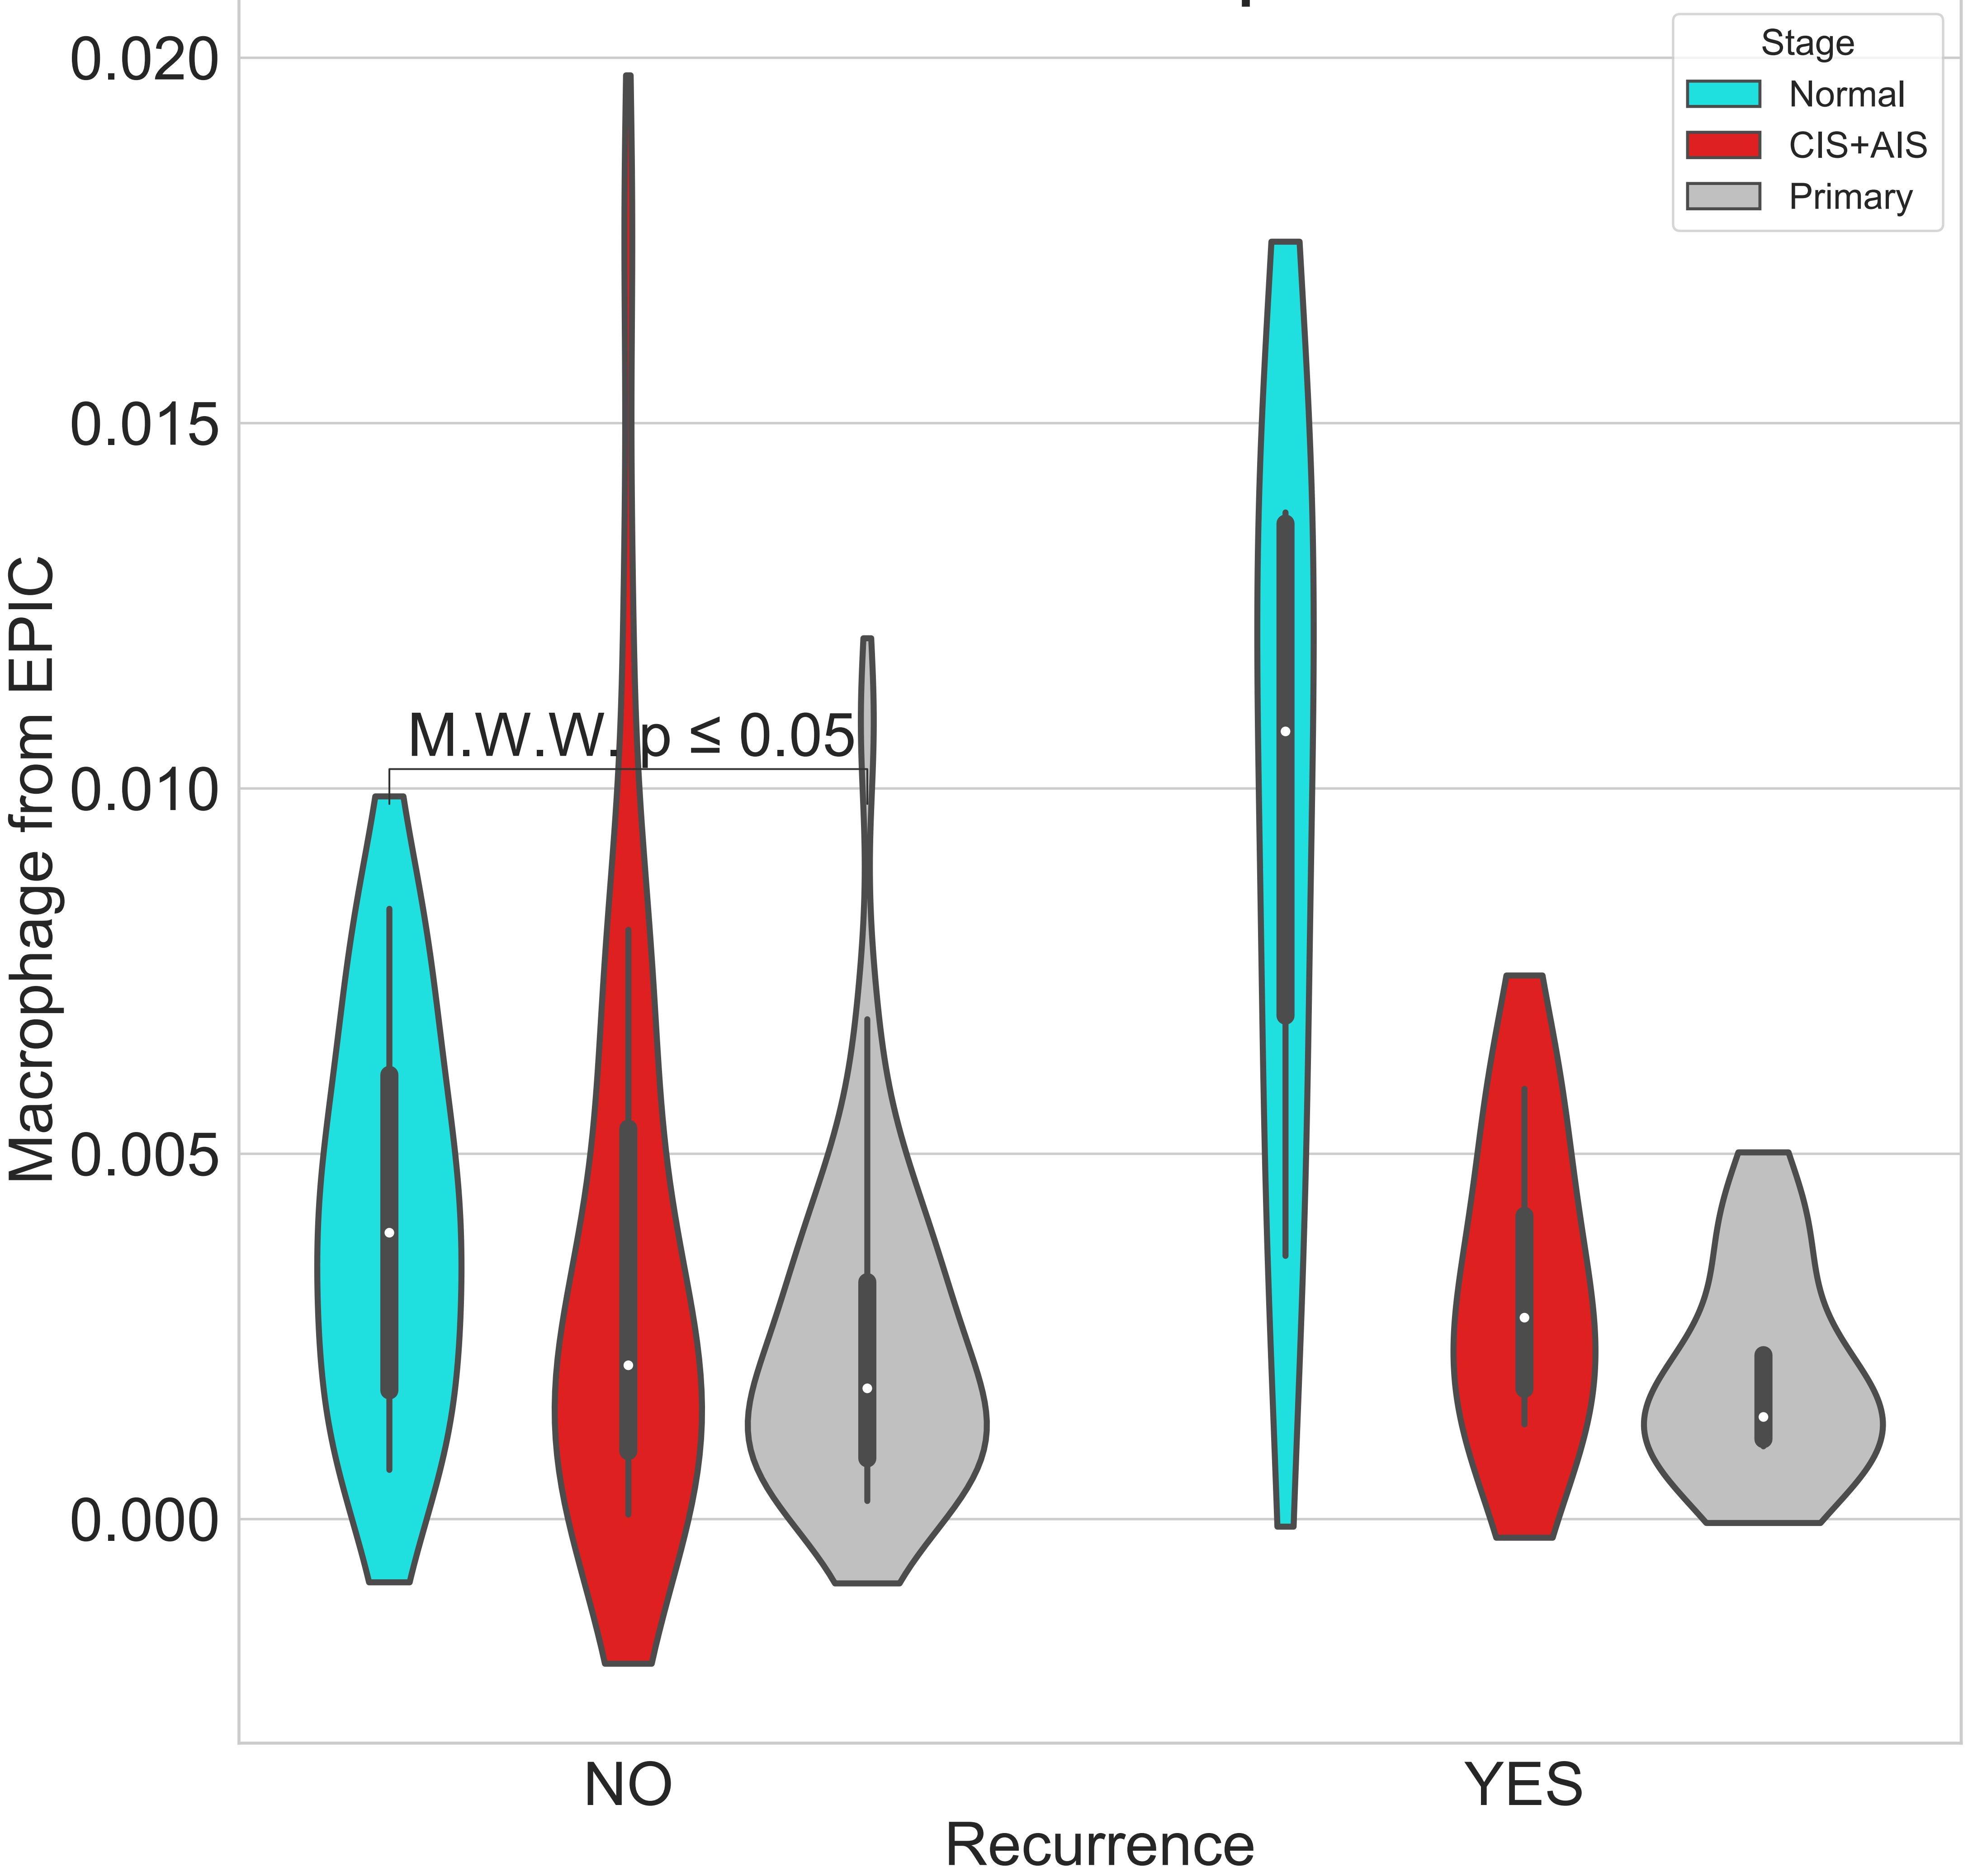 Stage
Normal
CIS+AIS
Primary
0.020
0.015
0.010
0.005
0.000
Macrophage from EPIC
M.W.W. p ≤ 0.05
NO
YES
Recurrence